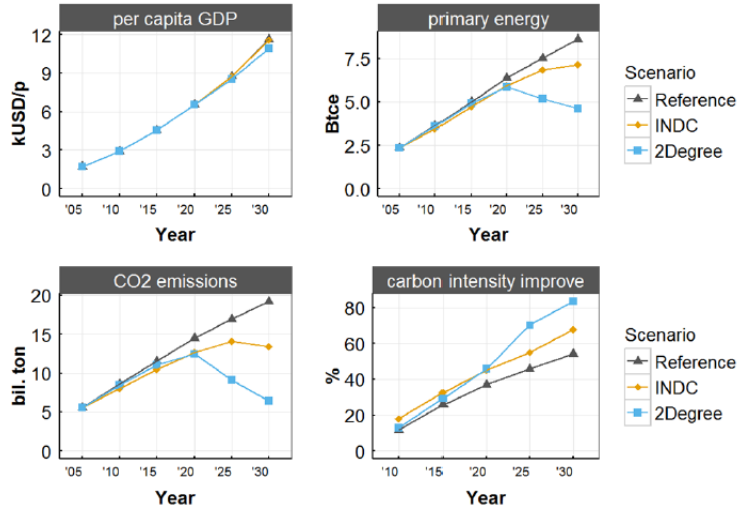 per capita GDP
12
9
6
3
0
kUSD/p
'05 '10 '15 '20 '25 '30
Year
primary energy
7.5
5.0
2.5
0.0
Btce
'05 '10 '15 '20 '25 '30
Year
Scenario
Reference
INDC
2Degree
CO2 emissions
20
15
10
5
0
bil. ton
'05 '10 '15 '20 '25 '30
Year
carbon intensity improve
80
60
40
20
0
%
'10 '15 '20 '25 '30
Year
Scenario
Reference
INDC
2Degree